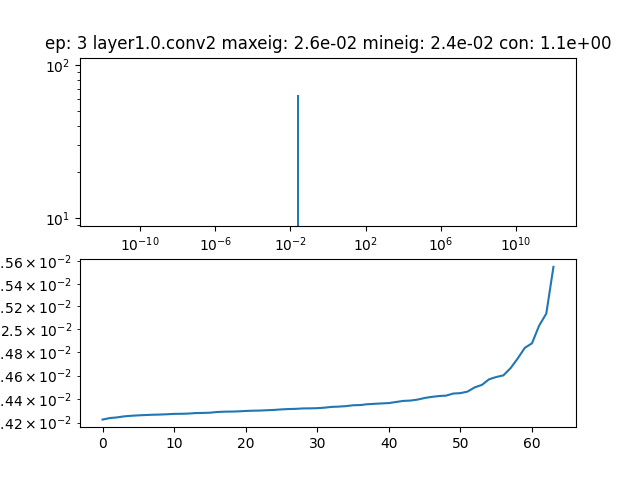 ep: 3 layer1.0.conv2 maxeig: 2.6e-02 mineig: 2.4e-02 con: 1.1e+00
10²
10¹
10⁻¹⁰ 10⁻⁶ 10⁻² 10² 10⁶ 10¹⁰
.56 × 10⁻²
.54 × 10⁻²
.52 × 10⁻²
2.5 × 10⁻²
.48 × 10⁻²
.46 × 10⁻²
.44 × 10⁻²
.42 × 10⁻²
0 10 20 30 40 50 60